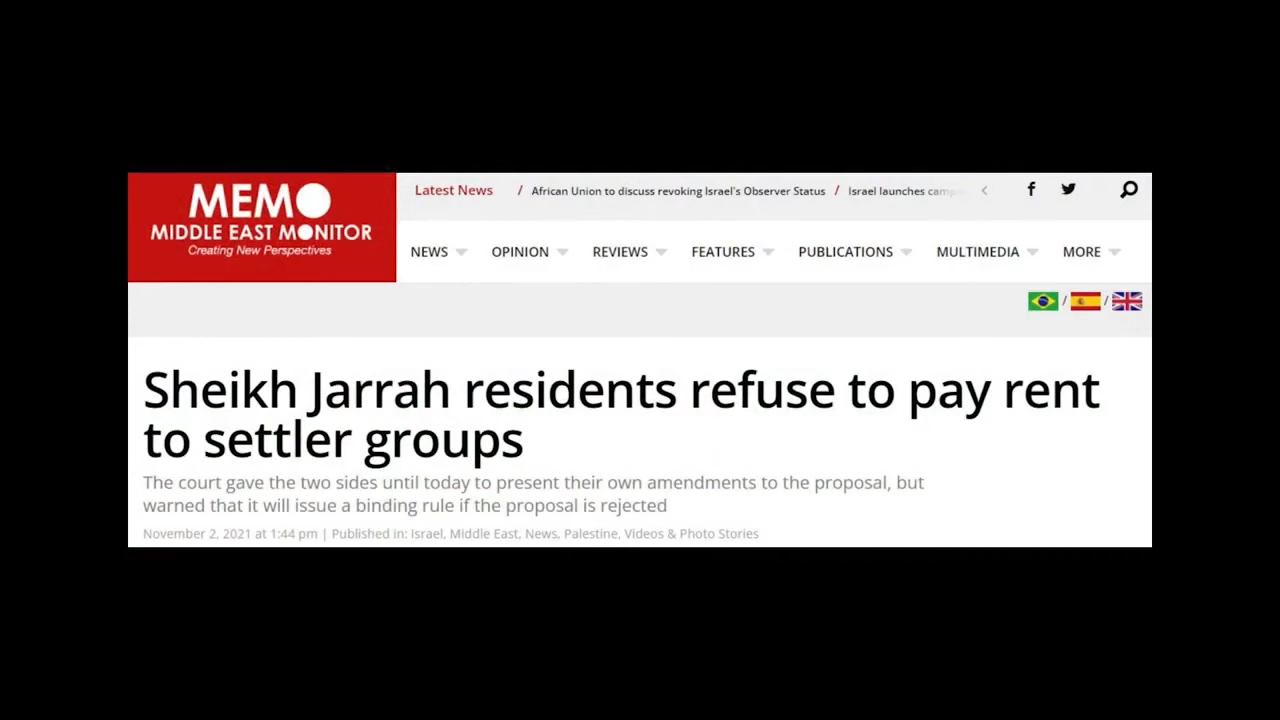 MEMO
MIDDLE EAST MONITOR
Creating New Perspectives
Latest News / African Union to discuss revoking Israel's Observer Status / Israel launches camp
NEWS OPINION REVIEWS FEATURES PUBLICATIONS MULTIMEDIA MORE
/ /
Sheikh Jarrah residents refuse to pay rent
to settler groups
The court gave the two sides until today to present their own amendments to the proposal, but
warned that it will issue a binding rule if the proposal is rejected
November 2, 2021 at 1:44 pm | Published in: Israel, Middle East, News, Palestine, Videos & Photo Stories